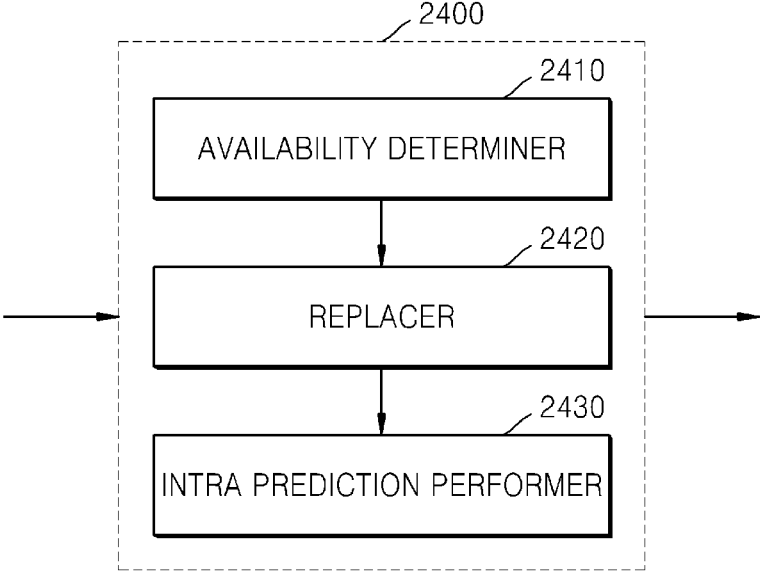 2400
2410
AVAILABILITY DETERMINER
2420
REPLACER
2430
INTRA PREDICTION PERFORMER